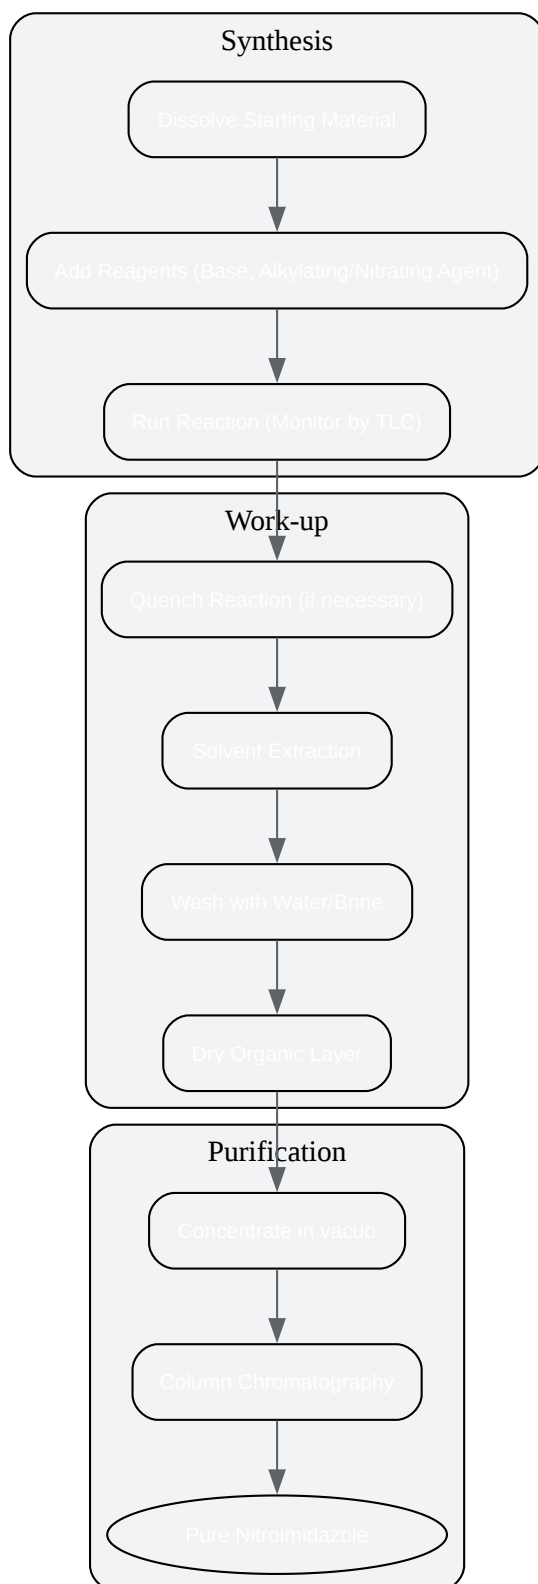 Synthesis
Dissolve Starting Material
Add Reagents (Base, Alkylating/Nitrating Agent)
Run Reaction (Monitor by TLC)
Work-up
Quench Reaction (if necessary)
Solvent Extraction
Wash with Water/Brine
Dry Organic Layer
Purification
Concentrate in vacuo
Column Chromatography
Pure Nitroimidazole